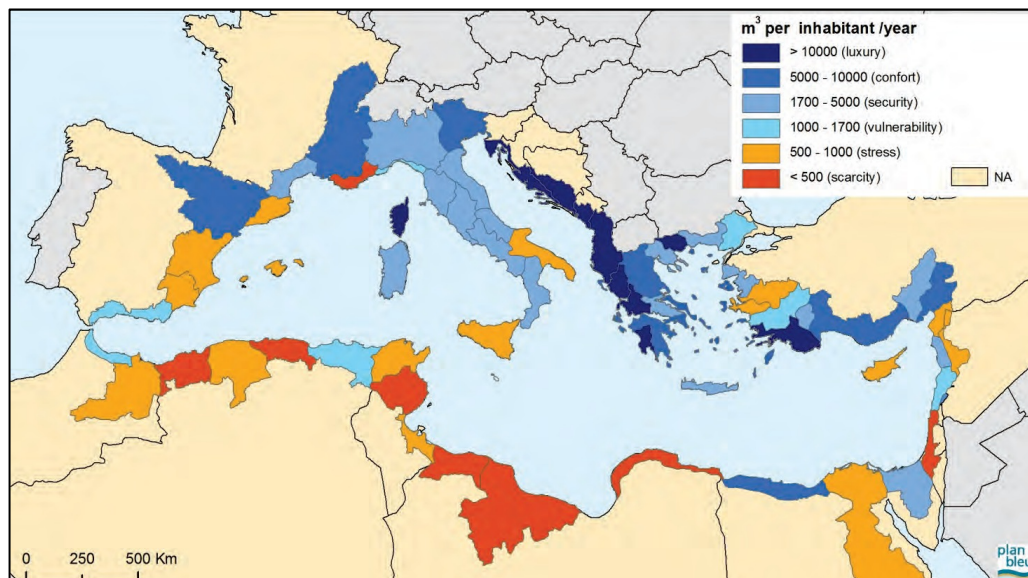 m³ per inhabitant /year
> 10000 (luxury)
5000 - 10000 (confort)
1700 - 5000 (security)
1000 - 1700 (vulnerability)
500 - 1000 (stress)
< 500 (scarcity)
NA
0 250 500 Km
plan
bleu